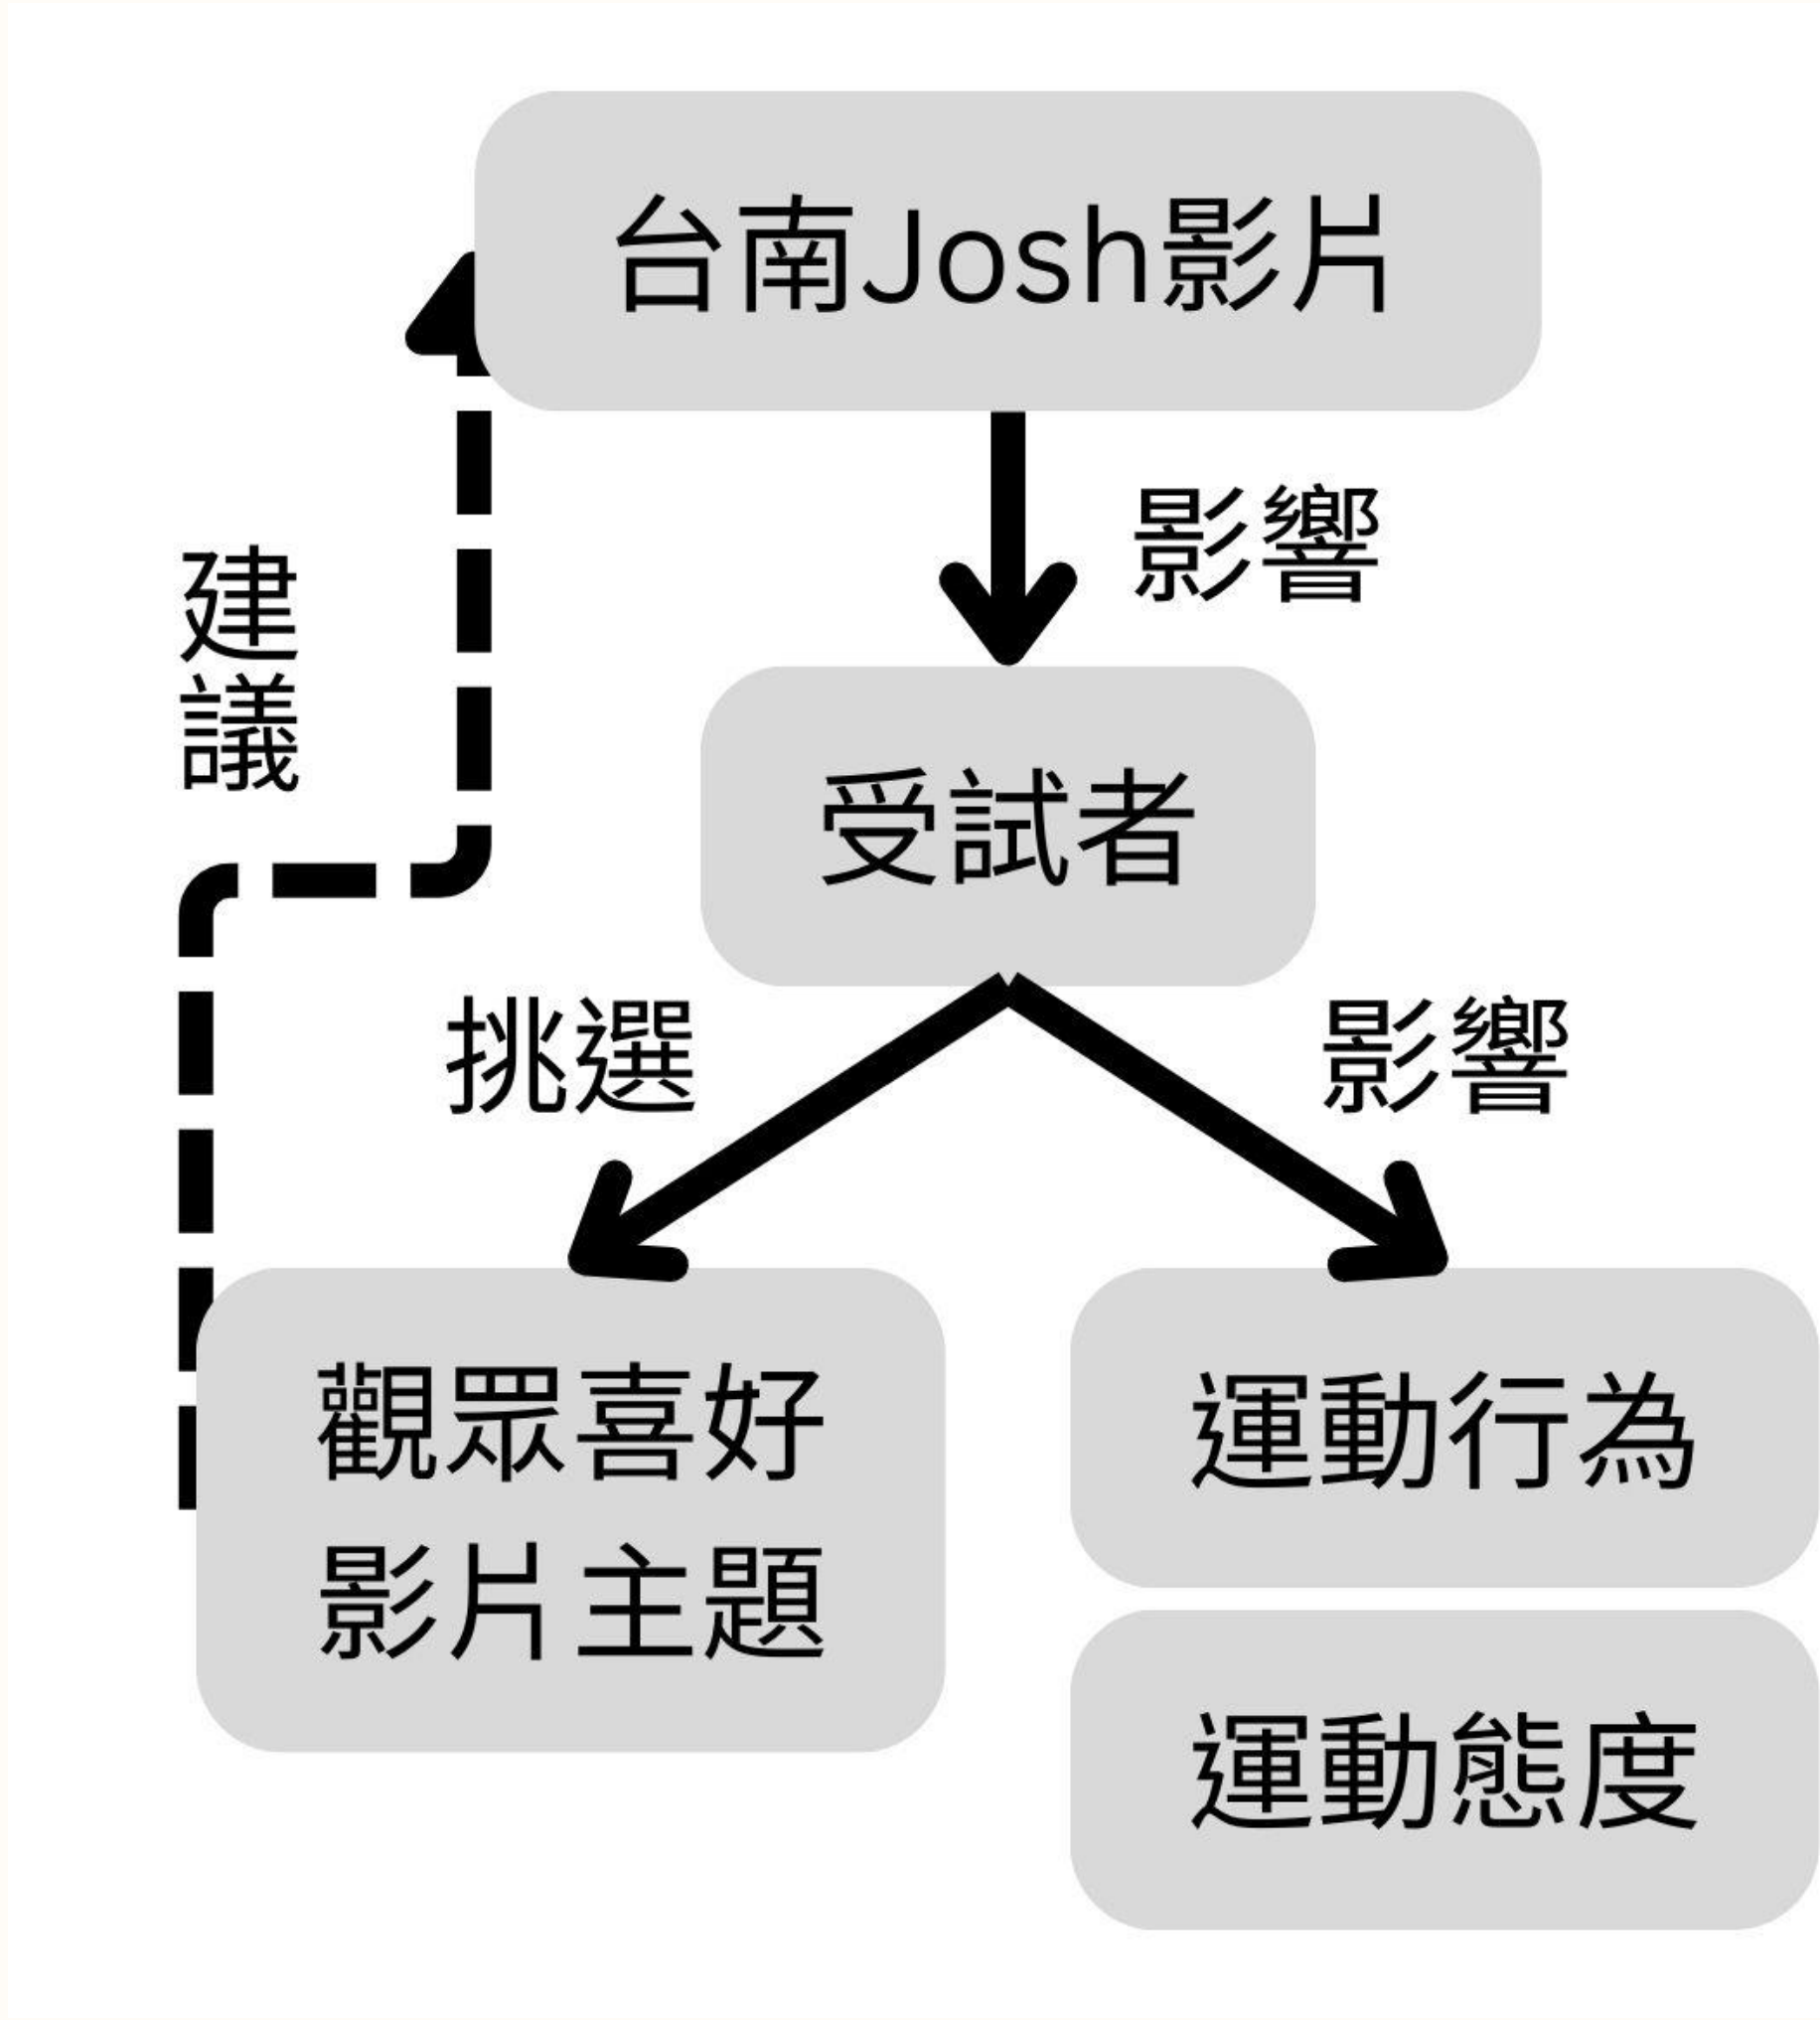 台南Josh影片
影響
建議
受試者
挑選
影響
觀眾喜好
影片主題
運動行為
運動態度